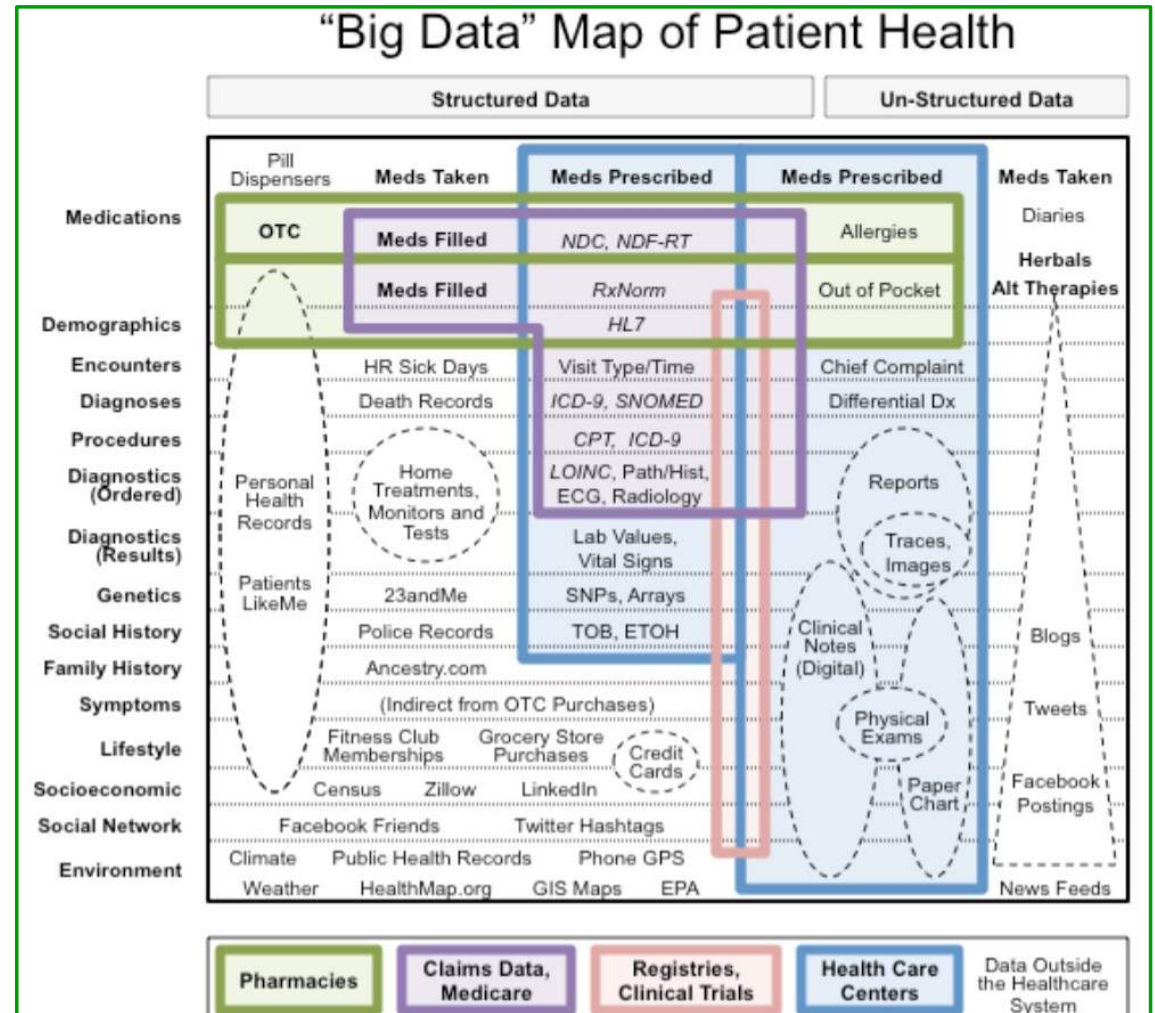 “Big Data” Map of Patient Health
Structured Data
Un-Structured Data
Pill
Dispensers
Meds Taken
Meds Prescribed
Meds Prescribed
Meds Taken
Medications
OTC
Meds Filled
NDC, NDF-RT
Allergies
Diaries
Herbals
Meds Filled
RxNorm
Out of Pocket
Alt Therapies
Demographics
HL7
Encounters
HR Sick Days
Visit Type/Time
Chief Complaint
Diagnoses
Death Records
ICD-9, SNOMED
Differential Dx
Procedures
CPT, ICD-9
Diagnostics
(Ordered)
Personal
Health
Records
Home
Treatments,
Monitors and
Tests
LOINC, Path/Hist,
ECG, Radiology
Reports
Diagnostics
(Results)
Lab Values,
Vital Signs
Traces,
Images
Patients
LikeMe
Genetics
23andMe
SNPs, Arrays
Social History
Police Records
TOB, ETOH
Clinical
Notes
(Digital)
Blogs
Family History
Ancestry.com
Symptoms
(Indirect from OTC Purchases)
Physical
Exams
Tweets
Lifestyle
Fitness Club
Memberships
Grocery Store
Purchases
Credit
Cards
Socioeconomic
Census
Zillow
LinkedIn
Paper
Chart
Facebook
Postings
Social Network
Facebook Friends
Twitter Hashtags
Environment
Climate
Public Health Records
Phone GPS
Weather
HealthMap.org
GIS Maps
EPA
News Feeds
Pharmacies
Claims Data,
Medicare
Registries,
Clinical Trials
Health Care
Centers
Data Outside
the Healthcare
System